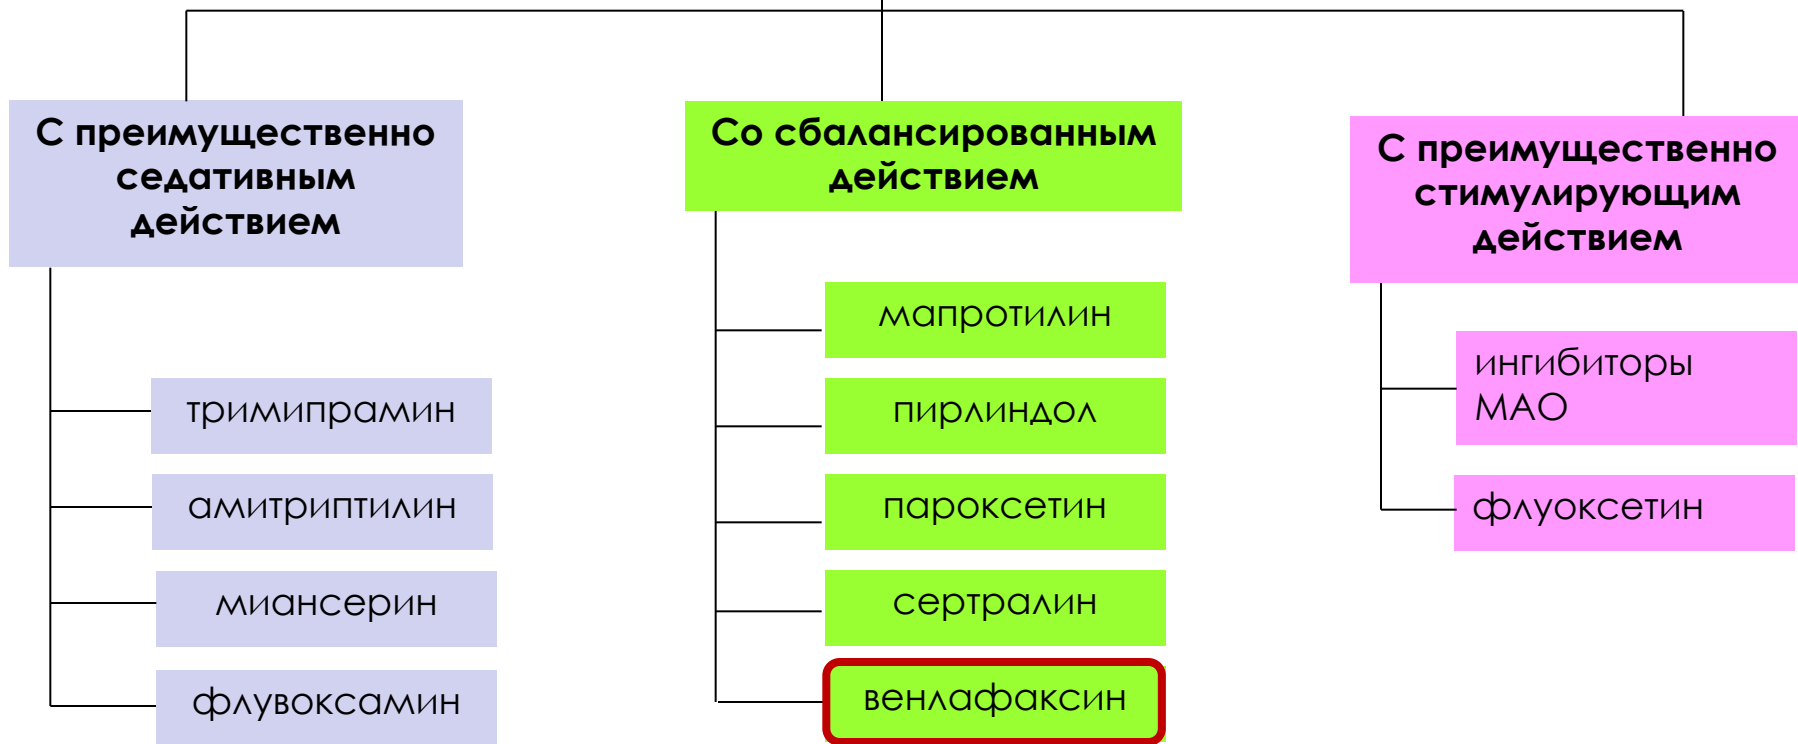 С преимущественно
седативным
действием
тримипрамин
амитриптилин
миансерин
флувоксамин
Со сбалансированным
действием
мапротилин
пирлиндол
пароксетин
сертралин
венлафаксин
С преимущественно
стимулирующим
действием
ингибиторы
МАО
флуоксетин